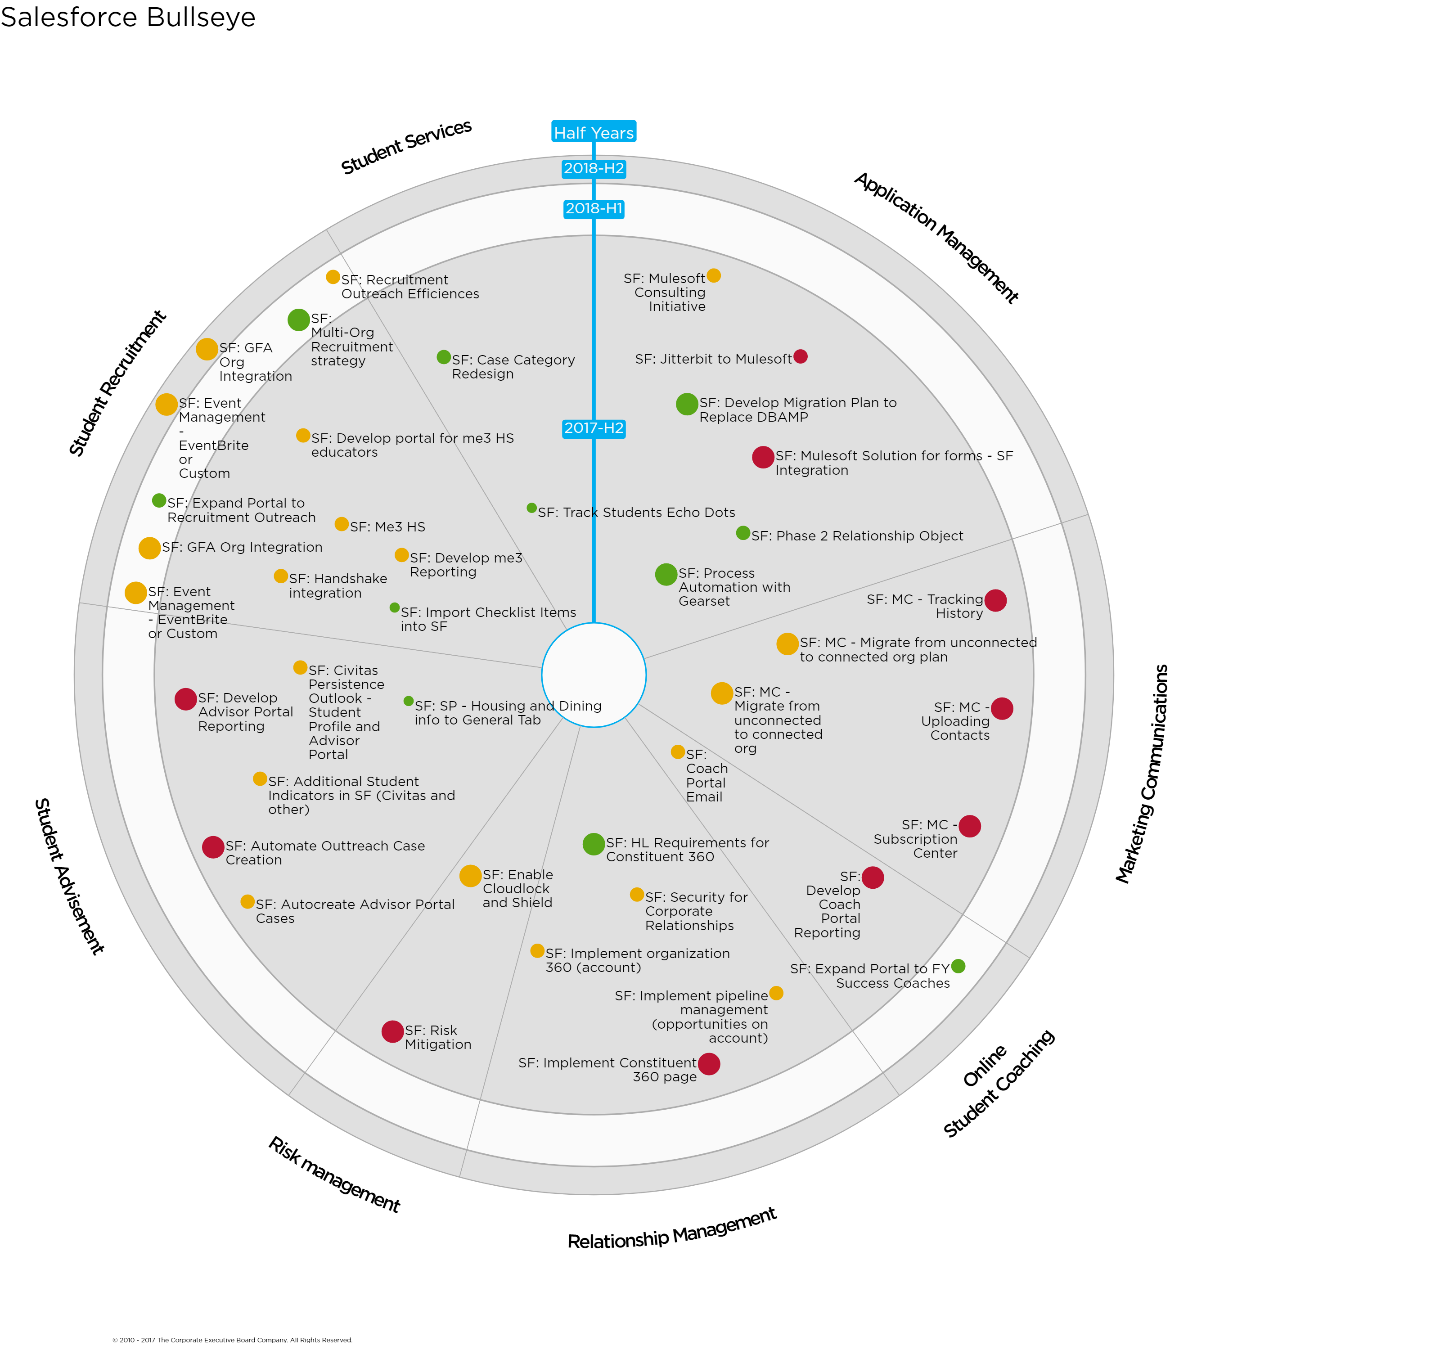 Salesforce Bullseye
Half Years
2018-H2
2018-H1
2017-H2
Student Services
Application Management
Student Recruitment
Marketing Communications
Student Advisement
Online
Student Coaching
Risk management
Relationship Management
SF: Recruitment
Outreach Efficiences
SF:
Multi-Org
Recruitment
strategy
SF: GFA
Org
Integration
SF: Case Category
Redesign
SF: Event
Management
-
EventBrite
or
Custom
SF: Develop portal for me3 HS
educators
SF: Expand Portal to
Recruitment Outreach
SF: Me3 HS
SF: Track Students Echo Dots
SF: GFA Org Integration
SF: Develop me3
Reporting
SF: Handshake
integration
SF: Event
Management
- EventBrite
or Custom
SF: Import Checklist Items
into SF
SF: Mulesoft
Consulting
Initiative
SF: Jitterbit to Mulesoft
SF: Develop Migration Plan to
Replace DBAMP
SF: Mulesoft Solution for forms - SF
Integration
SF: Phase 2 Relationship Object
SF: Process
Automation with
Gearset
SF: MC - Tracking
History
SF: MC - Migrate from unconnected
to connected org plan
SF: MC -
Migrate from
unconnected
to connected
org
SF: MC -
Uploading
Contacts
SF: MC -
Subscription
Center
SF:
Coach
Portal
Email
SF:
Develop
Coach
Portal
Reporting
SF: Expand Portal to FY
Success Coaches
SF: Civitas
Persistence
Outlook -
Student
Profile and
Advisor
Portal
SF: Develop
Advisor Portal
Reporting
SF: SP - Housing and Dining
info to General Tab
SF: Additional Student
Indicators in SF (Civitas and
other)
SF: Automate Outtreach Case
Creation
SF: Autocreate Advisor Portal
Cases
SF: Enable
Cloudlock
and Shield
SF: Risk
Mitigation
SF: HL Requirements for
Constituent 360
SF: Security for
Corporate
Relationships
SF: Implement organization
360 (account)
SF: Implement pipeline
management
(opportunities on
account)
SF: Implement Constituent
360 page
© 2010 - 2017 The Corporate Executive Board Company. All Rights Reserved.